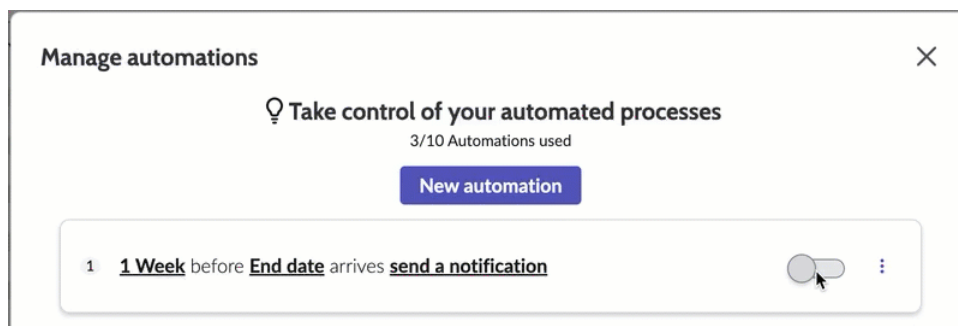 Manage automations
Take control of your automated processes
3/10 Automations used
New automation
1 1 Week before End date arrives send a notification